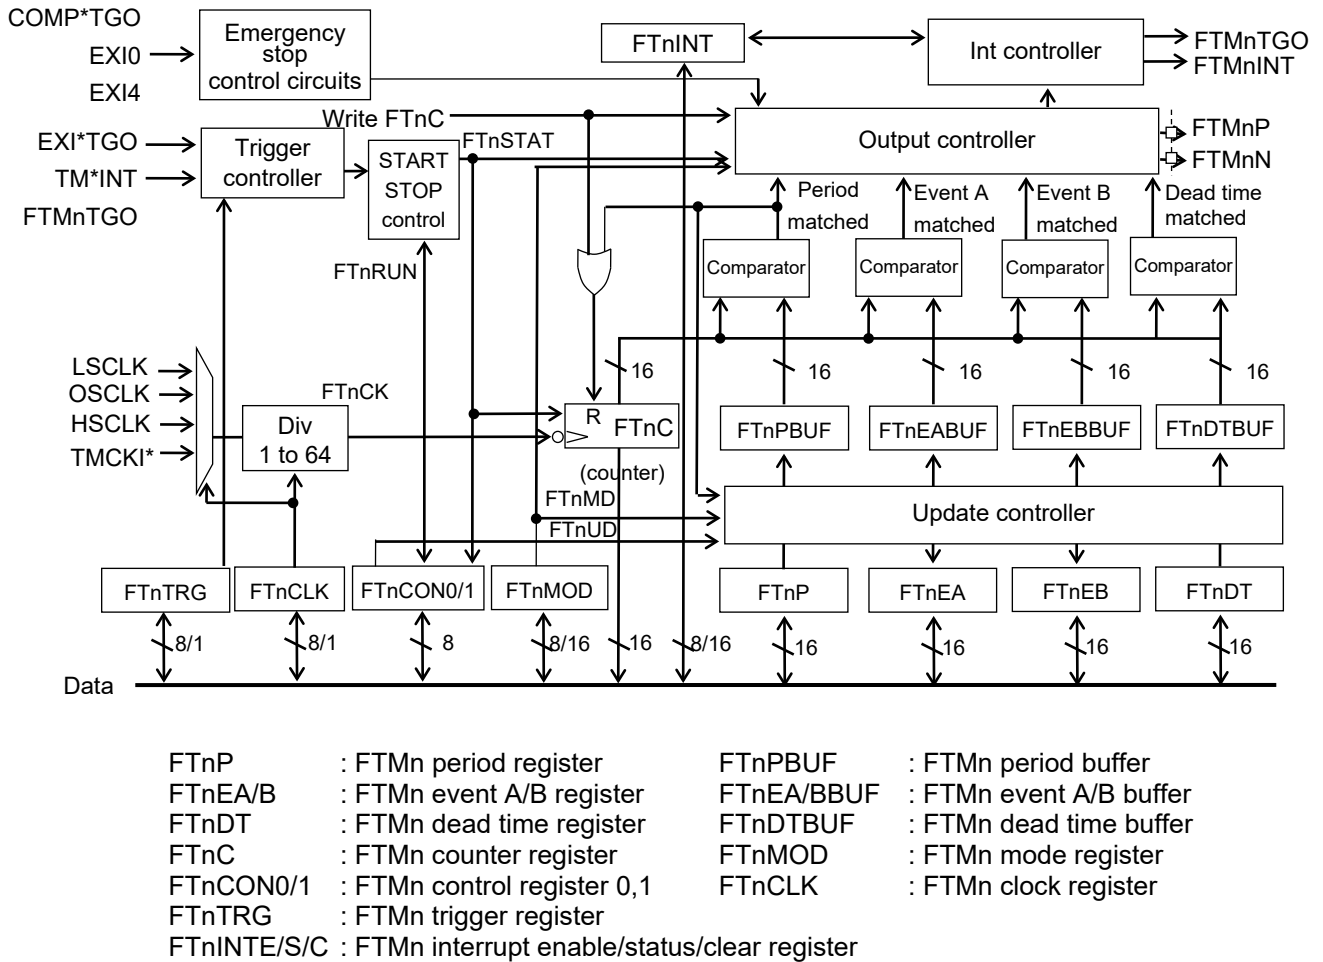 COMP*TGO
EXI0
EXI4
Emergency
stop
control circuits
FTnINT
Int controller
FTMnTGO
FTMnINT
Write FTnC
EXI*TGO
TM*INT
FTMnTGO
Trigger
controller
START
STOP
control
FTnSTAT
Output controller
FTMnP
FTMnN
Period
matched
Event A
matched
Event B
matched
Dead time
matched
FTnRUN
Comparator
Comparator
Comparator
Comparator
LSCLK
OSCLK
HSCLK
TMCKI*
Div
1 to 64
FTnCK
16
R
FTnC
(counter)
16
16
16
16
FTnPBUF
FTnEABUF
FTnEBBUF
FTnDTBUF
FTnMD
FTnUD
Update controller
FTnTRG
FTnCLK
FTnCON0/1
FTnMOD
FTnP
FTnEA
FTnEB
FTnDT
8/1
8/1
8
8/16
16
8/16
16
16
16
16
Data
FTnP : FTMn period register
FTnEA/B : FTMn event A/B register
FTnDT : FTMn dead time register
FTnC : FTMn counter register
FTnCON0/1 : FTMn control register 0,1
FTnTRG : FTMn trigger register
FTnINTE/S/C : FTMn interrupt enable/status/clear register
FTnPBUF : FTMn period buffer
FTnEA/BBUF : FTMn event A/B buffer
FTnDTBUF : FTMn dead time buffer
FTnMOD : FTMn mode register
FTnCLK : FTMn clock register